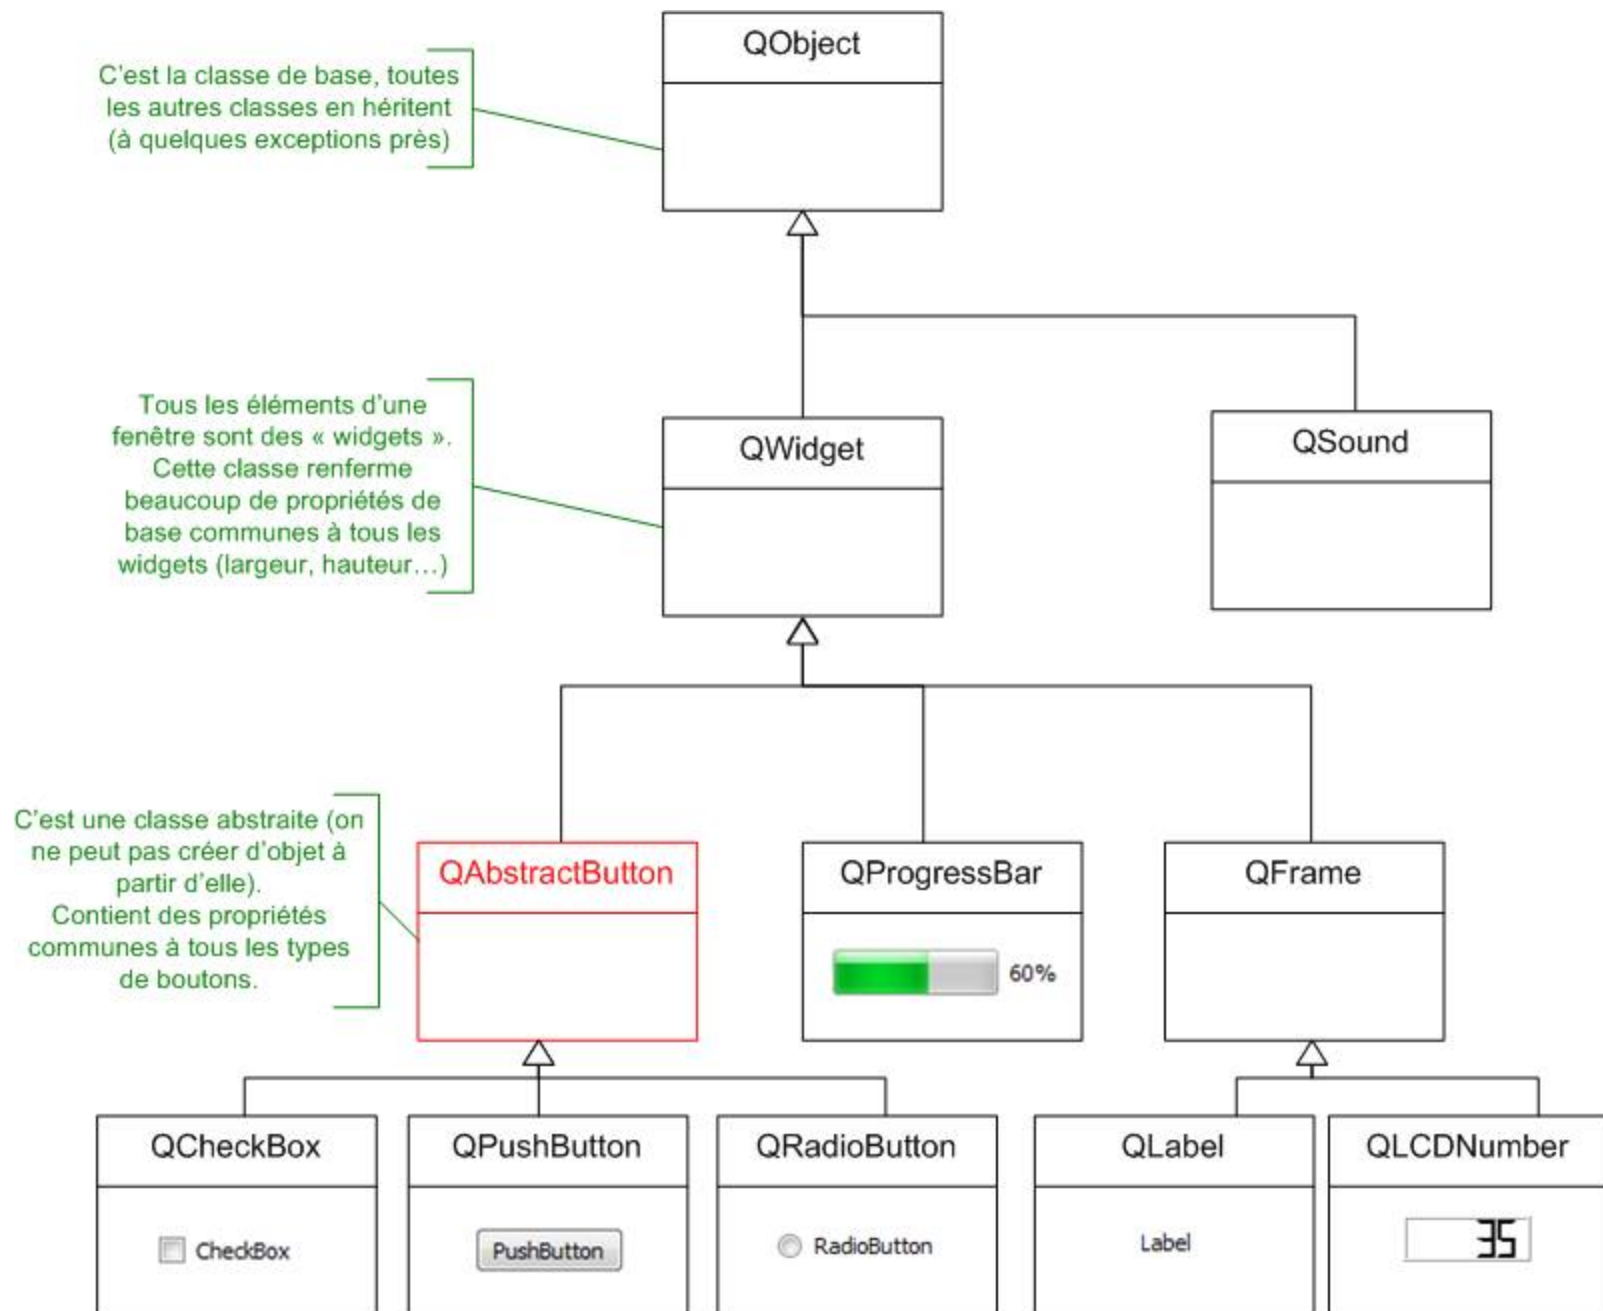 QObject
C'est la classe de base, toutes
les autres classes en héritent
(à quelques exceptions près)
Tous les éléments d'une
fenêtre sont des « widgets ».
Cette classe renferme
beaucoup de propriétés de
base communes à tous les
widgets (largeur, hauteur…)
QWidget
QSound
C'est une classe abstraite (on
ne peut pas créer d'objet à
partir d'elle).
Contient des propriétés
communes à tous les types
de boutons.
QAbstractButton
QProgressBar
60%
QFrame
QCheckBox
CheckBox
QPushButton
PushButton
QRadioButton
RadioButton
QLabel
Label
QLCDNumber
35